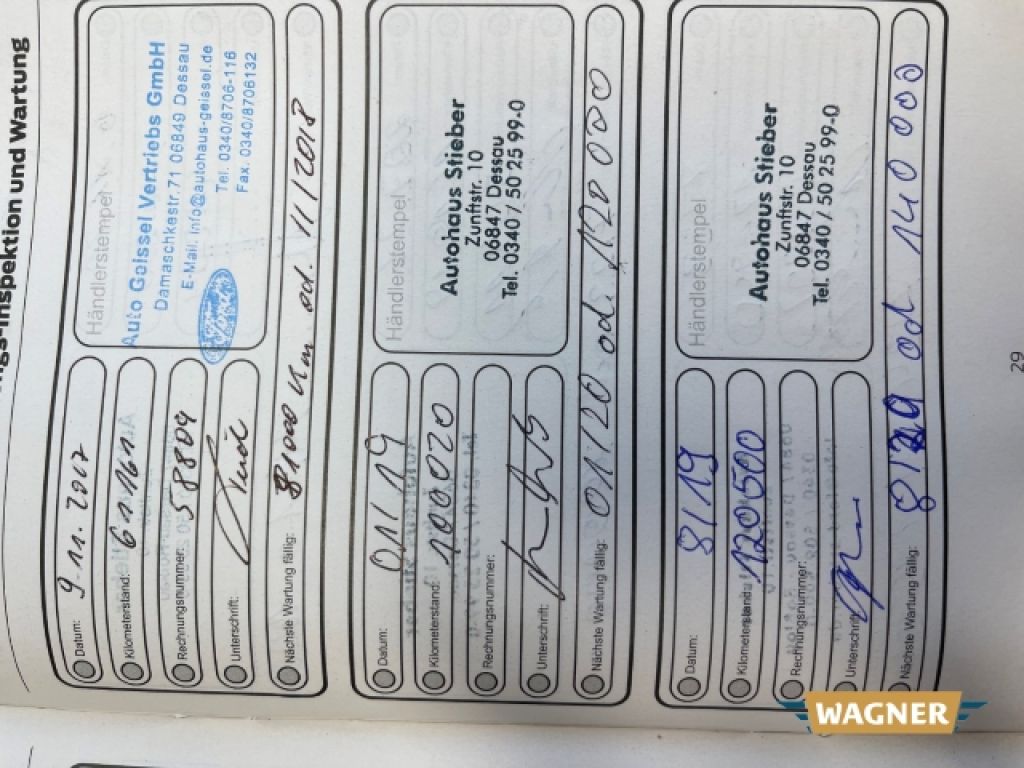 ngs-Inspektion und Wartung
Datum: 9.11.2017
Kilometerstand: 61161
Rechnungsnummer: 58809
Unterschrift:
Nächste Wartung fällig: 81000 Km od. 11/2018
Händlerstempel
Auto Geissel Vertriebs GmbH
Damaschkestr. 71 06849 Dessau
E-Mail. info@autohaus-geissel.de
Tel. 0340/8706-116
Fax. 0340/8706132
Datum: 01/19
Kilometerstand: 100020
Rechnungsnummer:
Unterschrift:
Nächste Wartung fällig: 01/20 od. 120 000
Händlerstempel
Autohaus Stieber
Zunftstr. 10
06847 Dessau
Tel. 0340 / 50 25 99-0
Datum: 8/19
Kilometerstand: 120500
Rechnungsnummer:
Unterschrift:
Nächste Wartung fällig: od 140 000
Händlerstempel
Autohaus Stieber
Zunftstr. 10
06847 Dessau
Tel. 0340 / 50 25 99-0
29
WAGNER